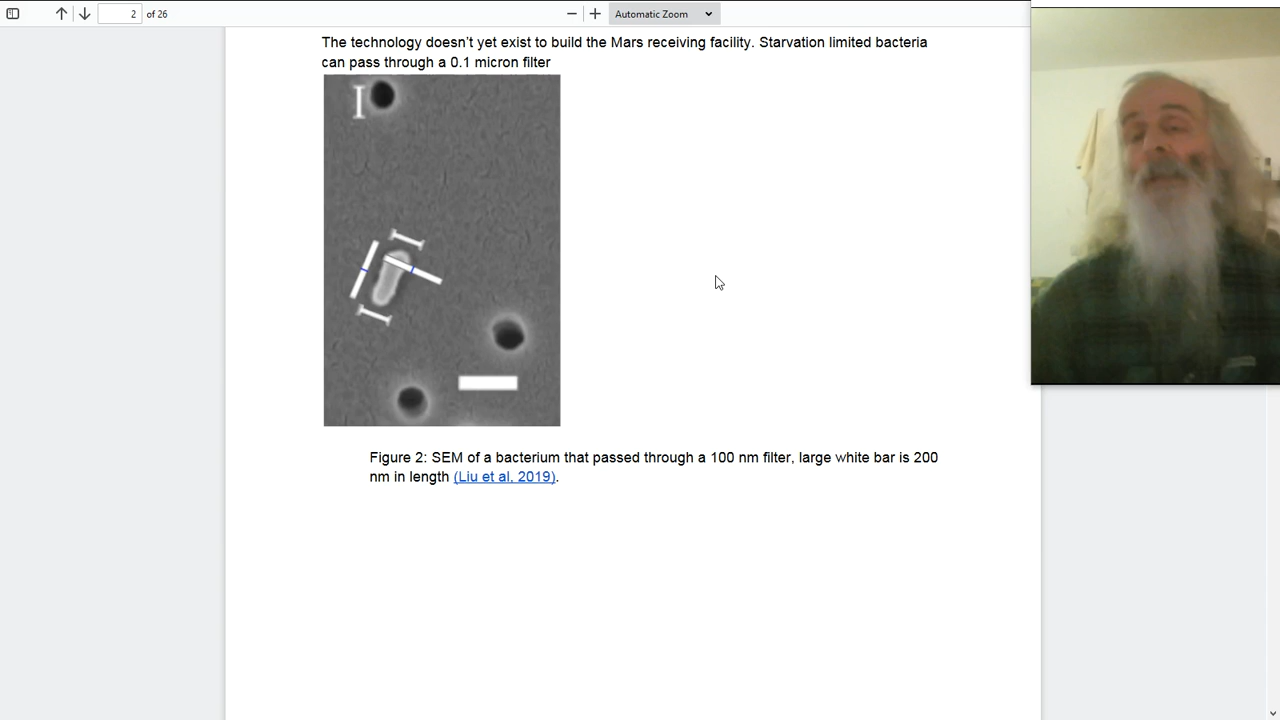 2 of 26 Automatic Zoom
The technology doesn't yet exist to build the Mars receiving facility. Starvation limited bacteria
can pass through a 0.1 micron filter
Figure 2: SEM of a bacterium that passed through a 100 nm filter, large white bar is 200
nm in length (Liu et al, 2019).